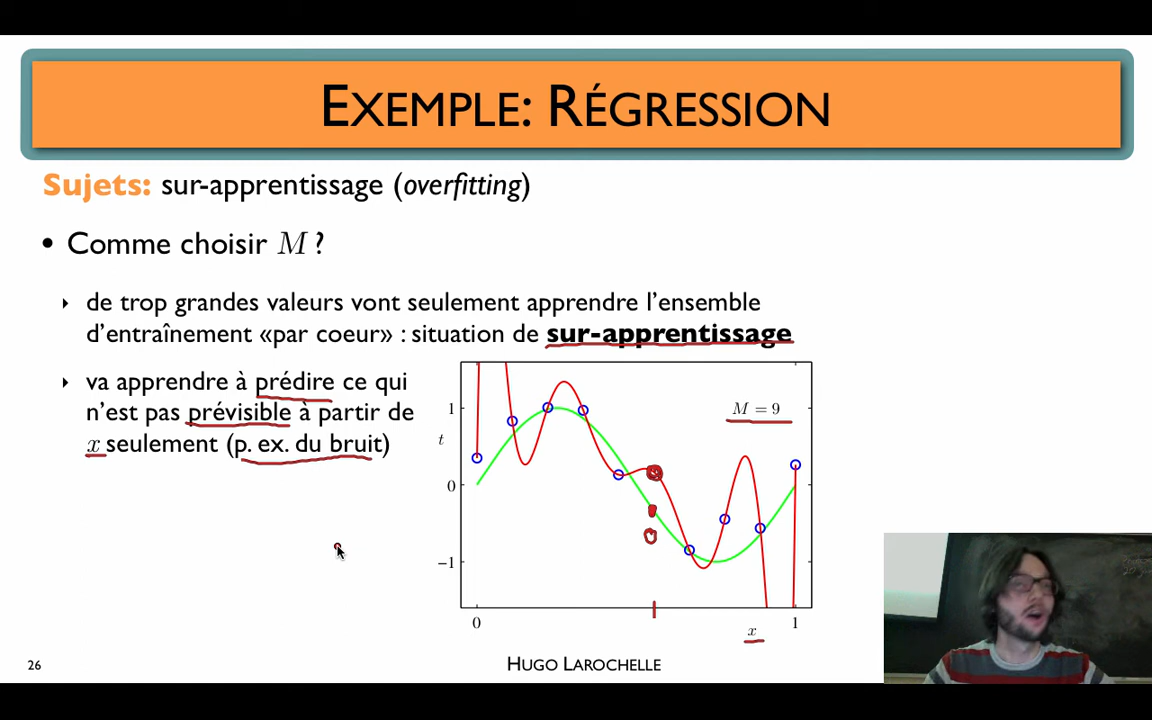 EXEMPLE: RÉGRESSION
Sujets: sur-apprentissage (overfitting)
• Comme choisir M ?
‣ de trop grandes valeurs vont seulement apprendre l'ensemble
d'entraînement «par coeur» : situation de sur-apprentissage
‣ va apprendre à prédire ce qui
n'est pas prévisible à partir de
x seulement (p. ex. du bruit)
M = 9
1
t
0
−1
0
x
1
26
HUGO LAROCHELLE